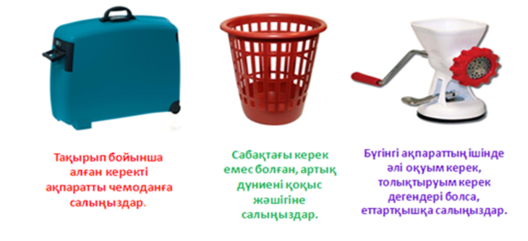 Тақырып бойынша
алған керекті
ақпаратты чемоданға
салыңыздар.
Сабақтағы керек
емес болған, артық
дүниені қоқыс
жәшігіне
салыңыздар.
Бүгінгі ақпараттың ішінде
әлі оқуым керек,
толықтыруым керек
дегендері болса,
еттартқышқа салыңыздар.